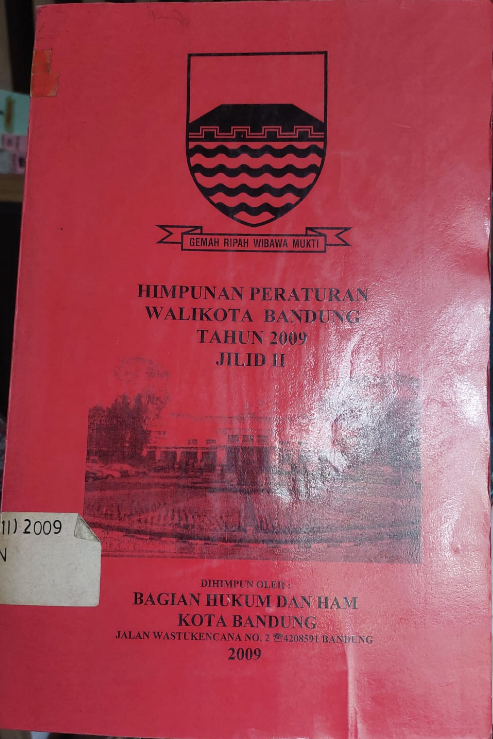 GEMAH RIPAH WIBAWA MUKTI
HIMPUNAN PERATURAN
WALIKOTA BANDUNG
TAHUN 2009
JILID II
11) 2009
N
DIHIMPUN OLEH :
BAGIAN HUKUM DAN HAM
KOTA BANDUNG
JALAN WASTUKENCANA NO. 2 ☎4208591 BANDUNG
2009